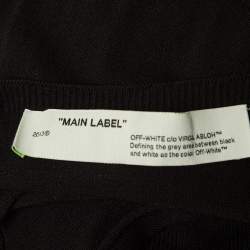 "MAIN LABEL"
2013©
OFF-WHITE c/o VIRGIL ABLOH™
Defining the grey area between black
and white as the color Off-White™